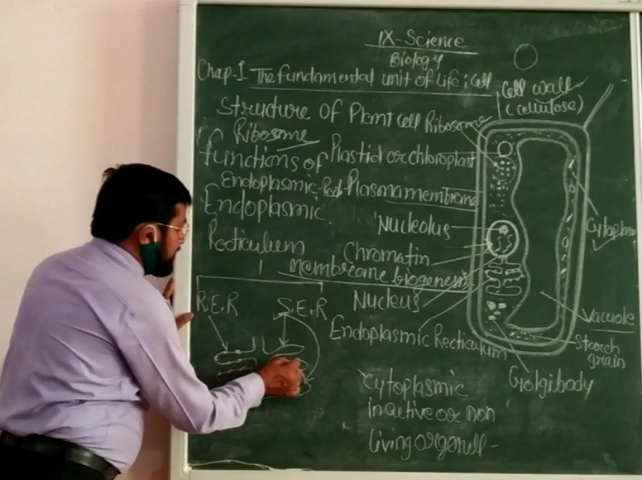 IX-Science
Biology
Chap-I The fundamental unit of life : Cell
Cell wall
(cellulose)
Structure of Plant cell Ribosome
Ribosome
functions of Plastid or chloroplast
Endoplasmic Plasma membrane
Endoplasmic
Nucleolus
Cytoplasm
Recticulum
Chromatin
membrane biogenesis
R.E.R S.E.R
Nucleus
Vacuole
Endoplasmic Recticulum
Starch
grain
Golgi body
Cytoplasmic
inactive or non
living organell-